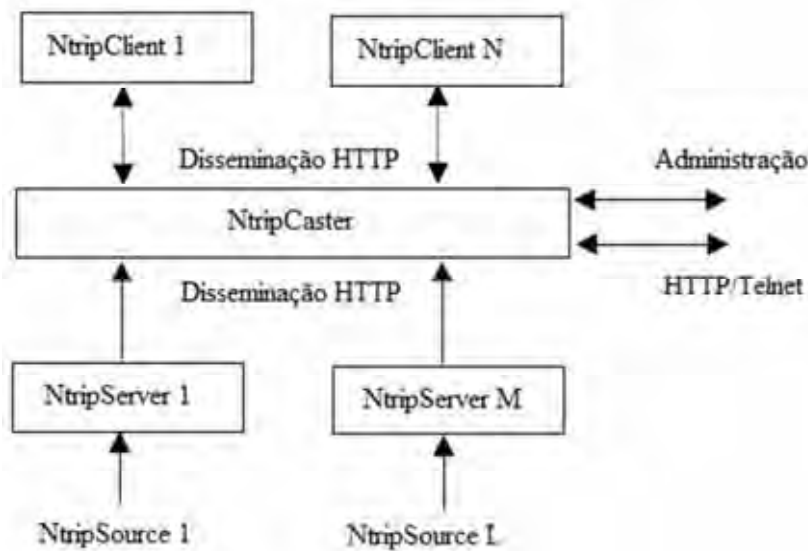 NtripClient 1
NtripClient N
Disseminação HTTP
Administração
NtripCaster
Disseminação HTTP
HTTP/Telnet
NtripServer 1
NtripServer M
NtripSource 1
NtripSource L